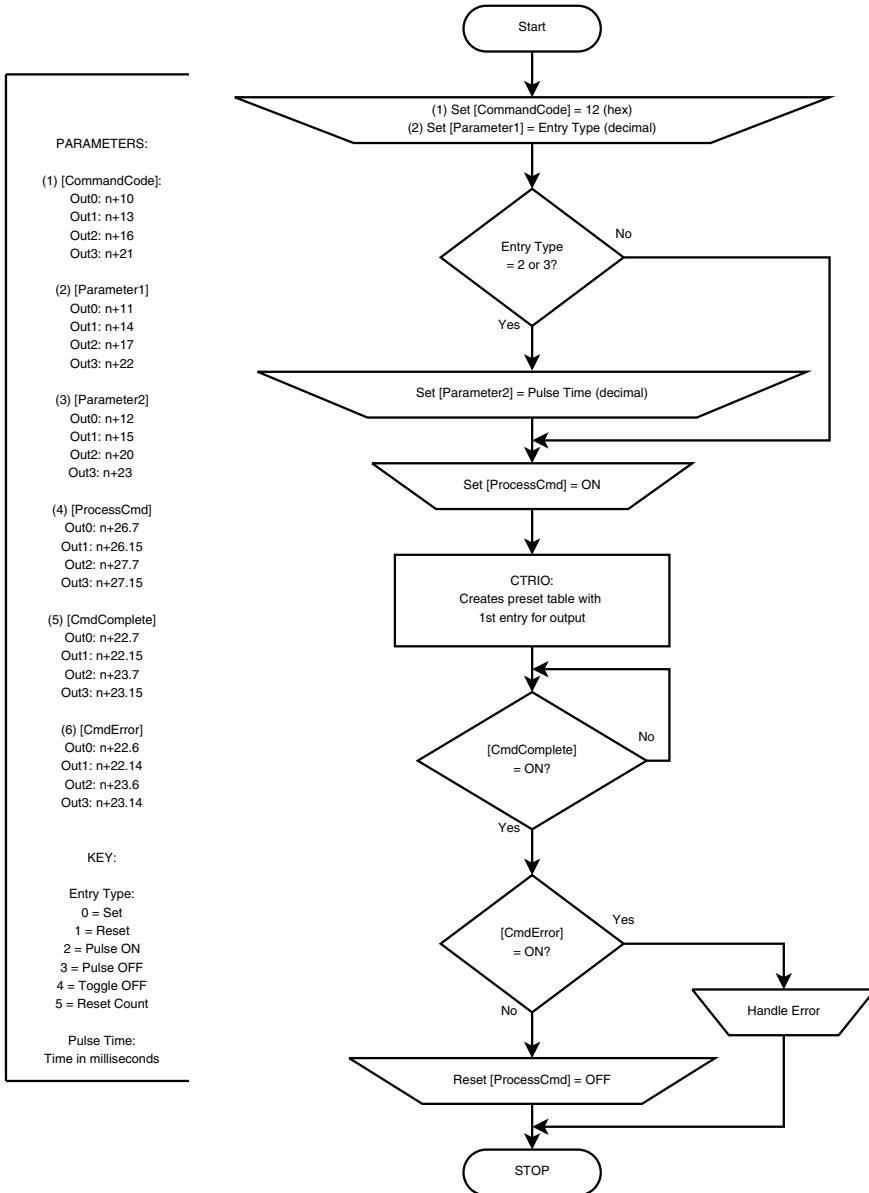 PARAMETERS:
(1) [CommandCode]:
Out0: n+10
Out1: n+13
Out2: n+16
Out3: n+21
(2) [Parameter1]
Out0: n+11
Out1: n+14
Out2: n+17
Out3: n+22
(3) [Parameter2]
Out0: n+12
Out1: n+15
Out2: n+20
Out3: n+23
(4) [ProcessCmd]
Out0: n+26.7
Out1: n+26.15
Out2: n+27.7
Out3: n+27.15
(5) [CmdComplete]
Out0: n+22.7
Out1: n+22.15
Out2: n+23.7
Out3: n+23.15
(6) [CmdError]
Out0: n+22.6
Out1: n+22.14
Out2: n+23.6
Out3: n+23.14
KEY:
Entry Type:
0 = Set
1 = Reset
2 = Pulse ON
3 = Pulse OFF
4 = Toggle OFF
5 = Reset Count
Pulse Time:
Time in milliseconds
Start
(1) Set [CommandCode] = 12 (hex)
(2) Set [Parameter1] = Entry Type (decimal)
Entry Type
= 2 or 3?
No
Yes
Set [Parameter2] = Pulse Time (decimal)
Set [ProcessCmd] = ON
CTRIO:
Creates preset table with
1st entry for output
[CmdComplete]
= ON?
No
Yes
[CmdError]
= ON?
Yes
No
Handle Error
Reset [ProcessCmd] = OFF
STOP